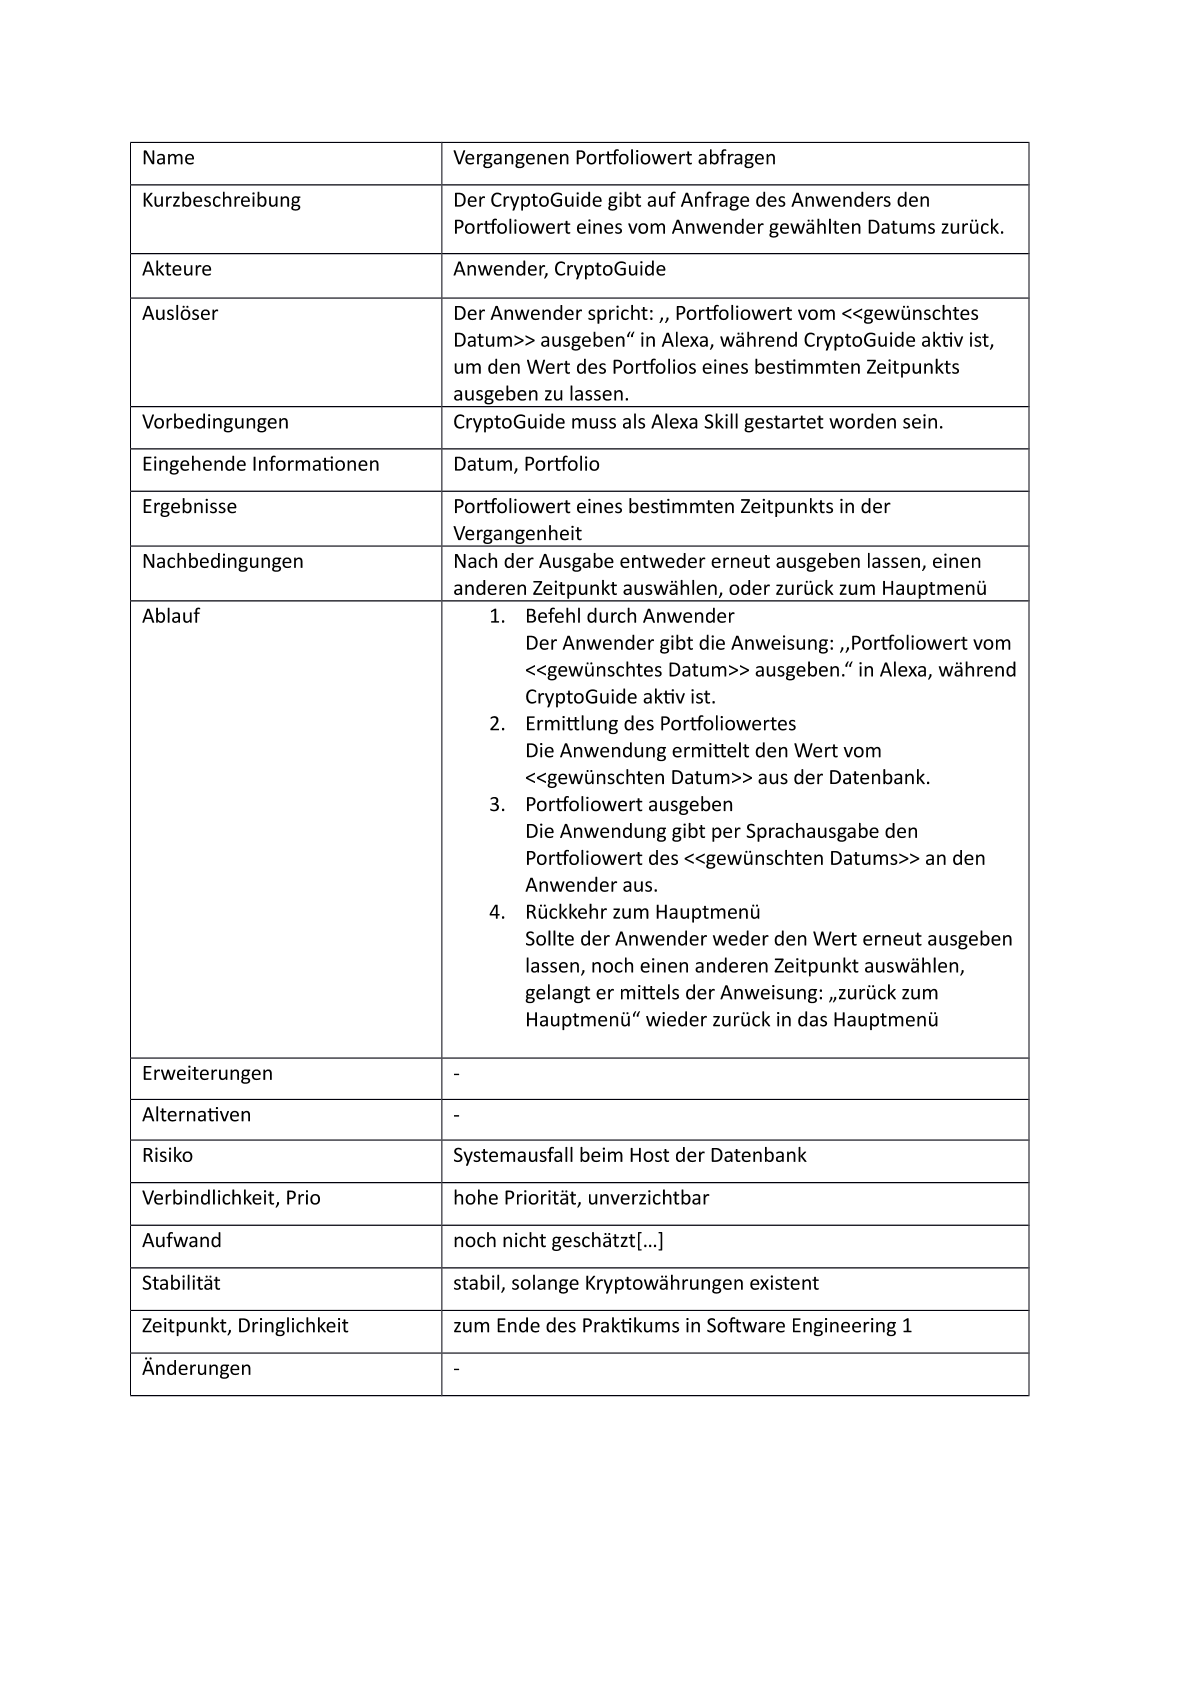 Name
Vergangenen Portfoliowert abfragen
Kurzbeschreibung
Der CryptoGuide gibt auf Anfrage des Anwenders den
Portfoliowert eines vom Anwender gewählten Datums zurück.
Akteure
Anwender, CryptoGuide
Auslöser
Der Anwender spricht: ,, Portfoliowert vom <<gewünschtes
Datum>> ausgeben“ in Alexa, während CryptoGuide aktiv ist,
um den Wert des Portfolios eines bestimmten Zeitpunkts
ausgeben zu lassen.
Vorbedingungen
CryptoGuide muss als Alexa Skill gestartet worden sein.
Eingehende Informationen
Datum, Portfolio
Ergebnisse
Portfoliowert eines bestimmten Zeitpunkts in der
Vergangenheit
Nachbedingungen
Nach der Ausgabe entweder erneut ausgeben lassen, einen
anderen Zeitpunkt auswählen, oder zurück zum Hauptmenü
Ablauf
1. Befehl durch Anwender
Der Anwender gibt die Anweisung: ,,Portfoliowert vom
<<gewünschtes Datum>> ausgeben.“ in Alexa, während
CryptoGuide aktiv ist.
2. Ermittlung des Portfoliowertes
Die Anwendung ermittelt den Wert vom
<<gewünschten Datum>> aus der Datenbank.
3. Portfoliowert ausgeben
Die Anwendung gibt per Sprachausgabe den
Portfoliowert des <<gewünschten Datums>> an den
Anwender aus.
4. Rückkehr zum Hauptmenü
Sollte der Anwender weder den Wert erneut ausgeben
lassen, noch einen anderen Zeitpunkt auswählen,
gelangt er mittels der Anweisung: „zurück zum
Hauptmenü“ wieder zurück in das Hauptmenü
Erweiterungen
-
Alternativen
-
Risiko
Systemausfall beim Host der Datenbank
Verbindlichkeit, Prio
hohe Priorität, unverzichtbar
Aufwand
noch nicht geschätzt[…]
Stabilität
stabil, solange Kryptowährungen existent
Zeitpunkt, Dringlichkeit
zum Ende des Praktikums in Software Engineering 1
Änderungen
-